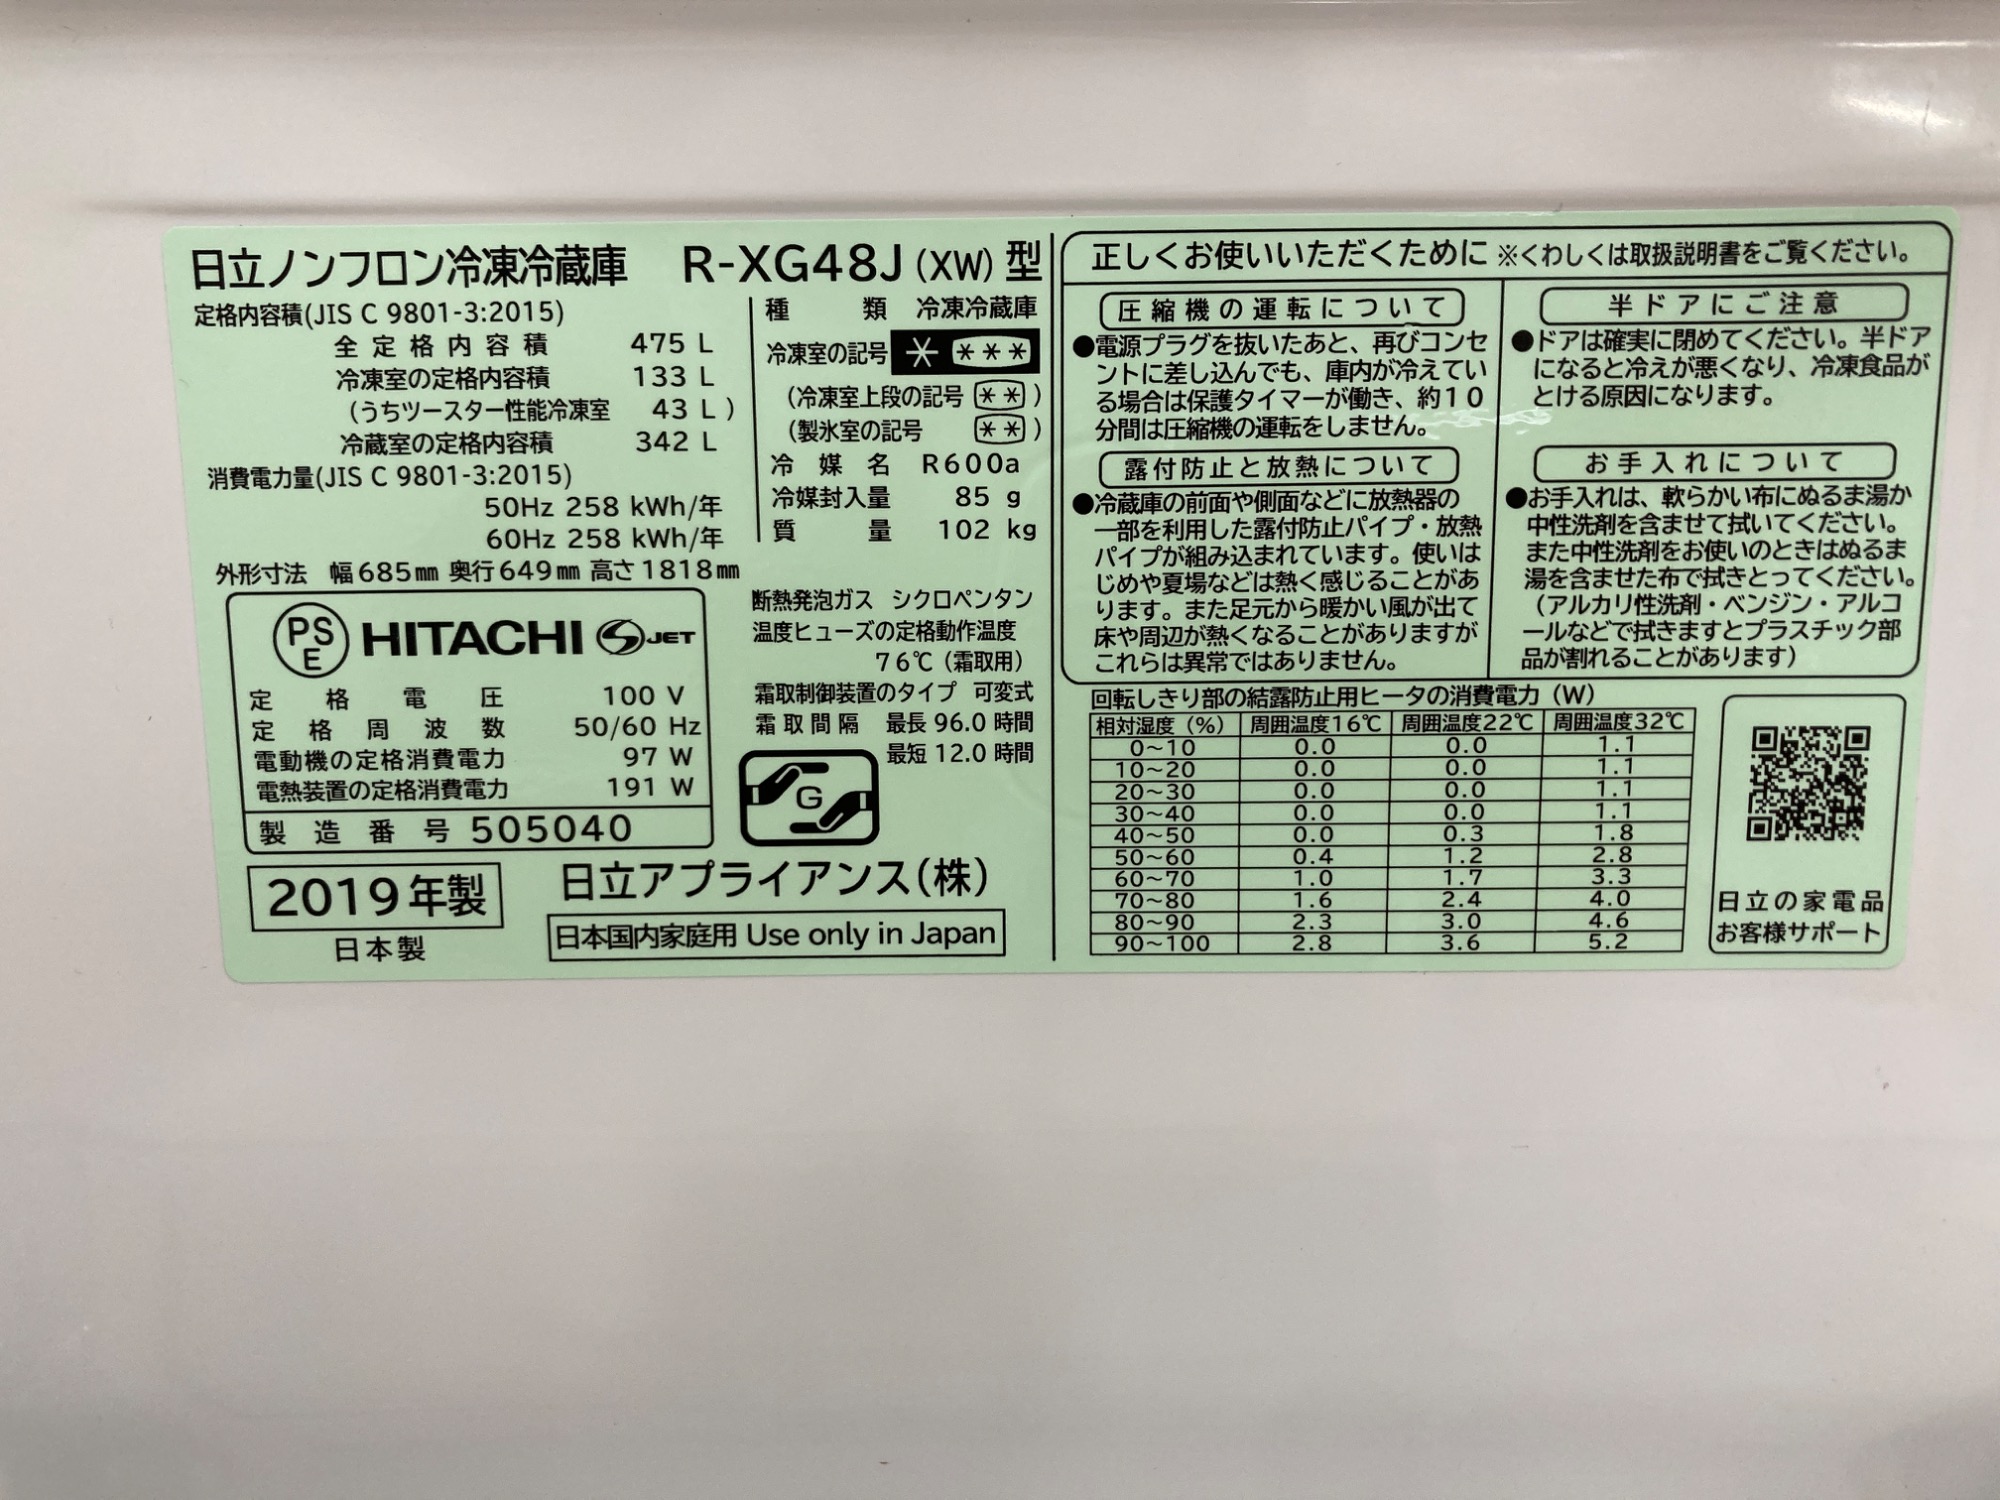 日立ノンフロン冷凍冷蔵庫 R-XG48J (XW) 型
定格内容積(JIS C 9801-3:2015)
全定格内容積 475 L
冷凍室の定格内容積 133 L
(うちツースター性能冷凍室 43 L )
冷蔵室の定格内容積 342 L
消費電力量(JIS C 9801-3:2015)
50Hz 258 kWh/年
60Hz 258 kWh/年
外形寸法 幅685㎜ 奥行649㎜ 高さ1818㎜
種類 冷凍冷蔵庫
冷凍室の記号 * ***
(冷凍室上段の記号 ** )
(製氷室の記号 ** )
冷媒名 R600a
冷媒封入量 85 g
質量 102 kg
PS E HITACHI S JET
定格電圧 100 V
定格周波数 50/60 Hz
電動機の定格消費電力 97 W
電熱装置の定格消費電力 191 W
製造番号 505040
断熱発泡ガス シクロペンタン
温度ヒューズの定格動作温度
76℃(霜取用)
霜取制御装置のタイプ 可変式
霜取間隔 最長 96.0 時間
最短 12.0 時間
G
2019年製
日本製
日立アプライアンス(株)
日本国内家庭用 Use only in Japan
正しくお使いいただくために ※くわしくは取扱説明書をご覧ください。
圧縮機の運転について
●電源プラグを抜いたあと、再びコンセ
ントに差し込んでも、庫内が冷えてい
る場合は保護タイマーが働き、約10
分間は圧縮機の運転をしません。
露付防止と放熱について
●冷蔵庫の前面や側面などに放熱器の
一部を利用した露付防止パイプ・放熱
パイプが組み込まれています。使いは
じめや夏場などは熱く感じることがあ
ります。また足元から暖かい風が出て
床や周辺が熱くなることがありますが
これらは異常ではありません。
半ドアにご注意
●ドアは確実に閉めてください。半ドア
になると冷えが悪くなり、冷凍食品が
とける原因になります。
お手入れについて
●お手入れは、軟らかい布にぬるま湯か
中性洗剤を含ませて拭いてください。
また中性洗剤をお使いのときはぬるま
湯を含ませた布で拭きとってください。
(アルカリ性洗剤・ベンジン・アルコ
ールなどで拭きますとプラスチック部
品が割れることがあります)
回転しきり部の結露防止用ヒータの消費電力(W)
相対湿度(%) 周囲温度16℃ 周囲温度22℃ 周囲温度32℃
0~10 0.0 0.0 1.1
10~20 0.0 0.0 1.1
20~30 0.0 0.0 1.1
30~40 0.0 0.0 1.1
40~50 0.0 0.3 1.8
50~60 0.4 1.2 2.8
60~70 1.0 1.7 3.3
70~80 1.6 2.4 4.0
80~90 2.3 3.0 4.6
90~100 2.8 3.6 5.2
日立の家電品
お客様サポート